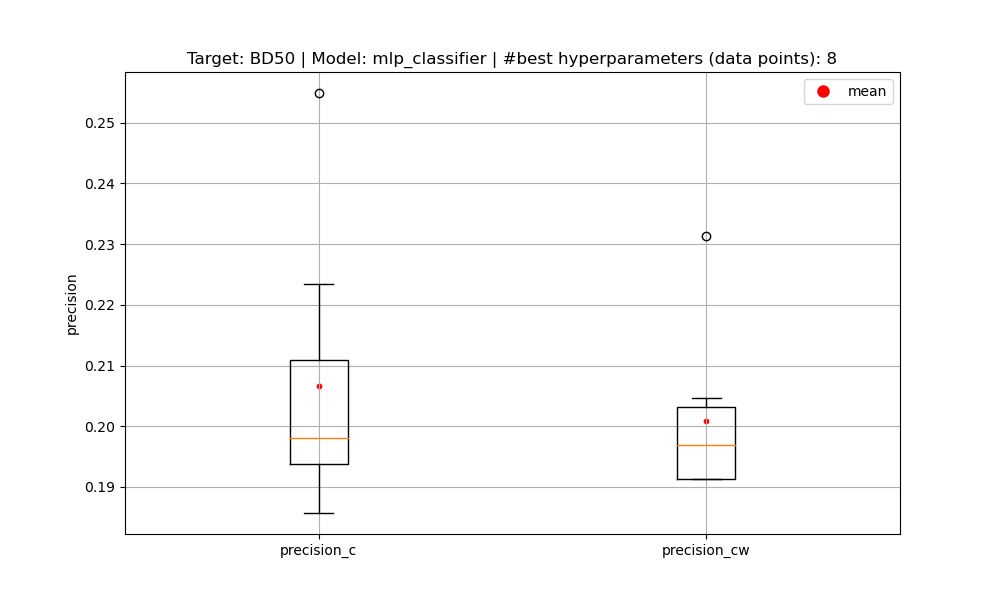 Target: BD50 | Model: mlp_classifier | #best hyperparameters (data points): 8
mean
0.25
0.24
0.23
0.22
0.21
0.20
0.19
precision
precision_c
precision_cw